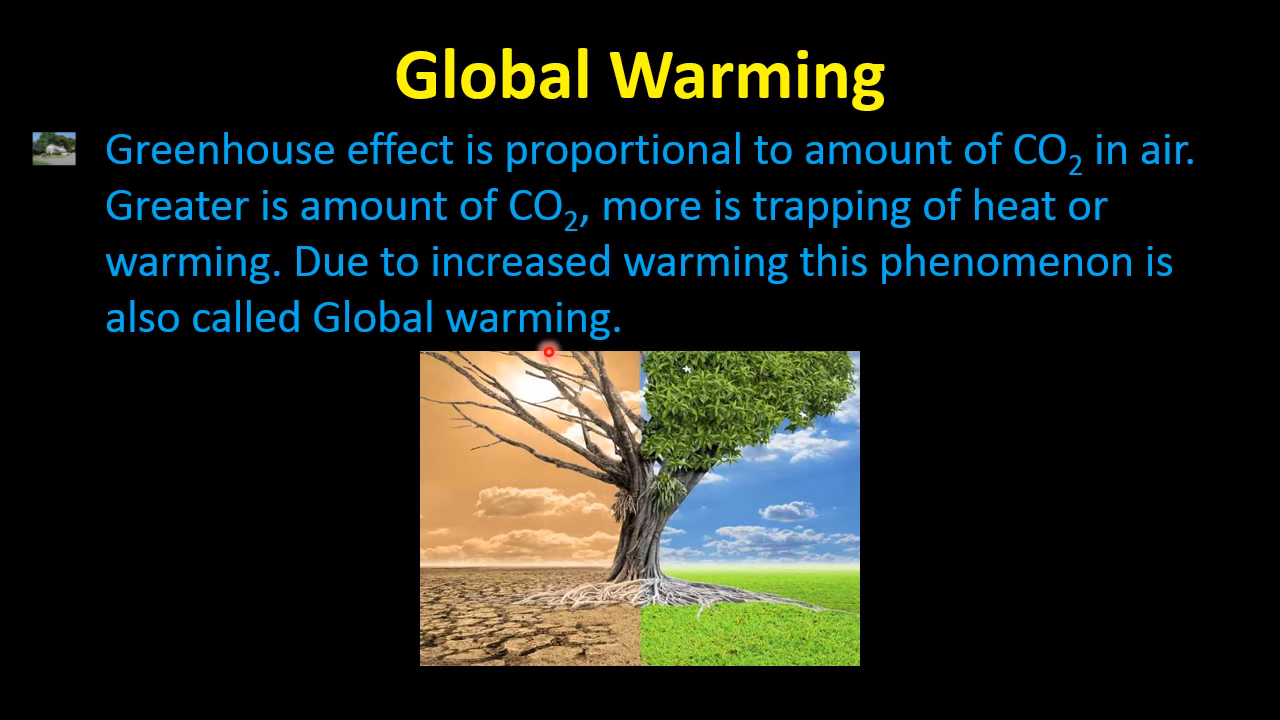 Global Warming
Greenhouse effect is proportional to amount of CO₂ in air.
Greater is amount of CO₂, more is trapping of heat or
warming. Due to increased warming this phenomenon is
also called Global warming.